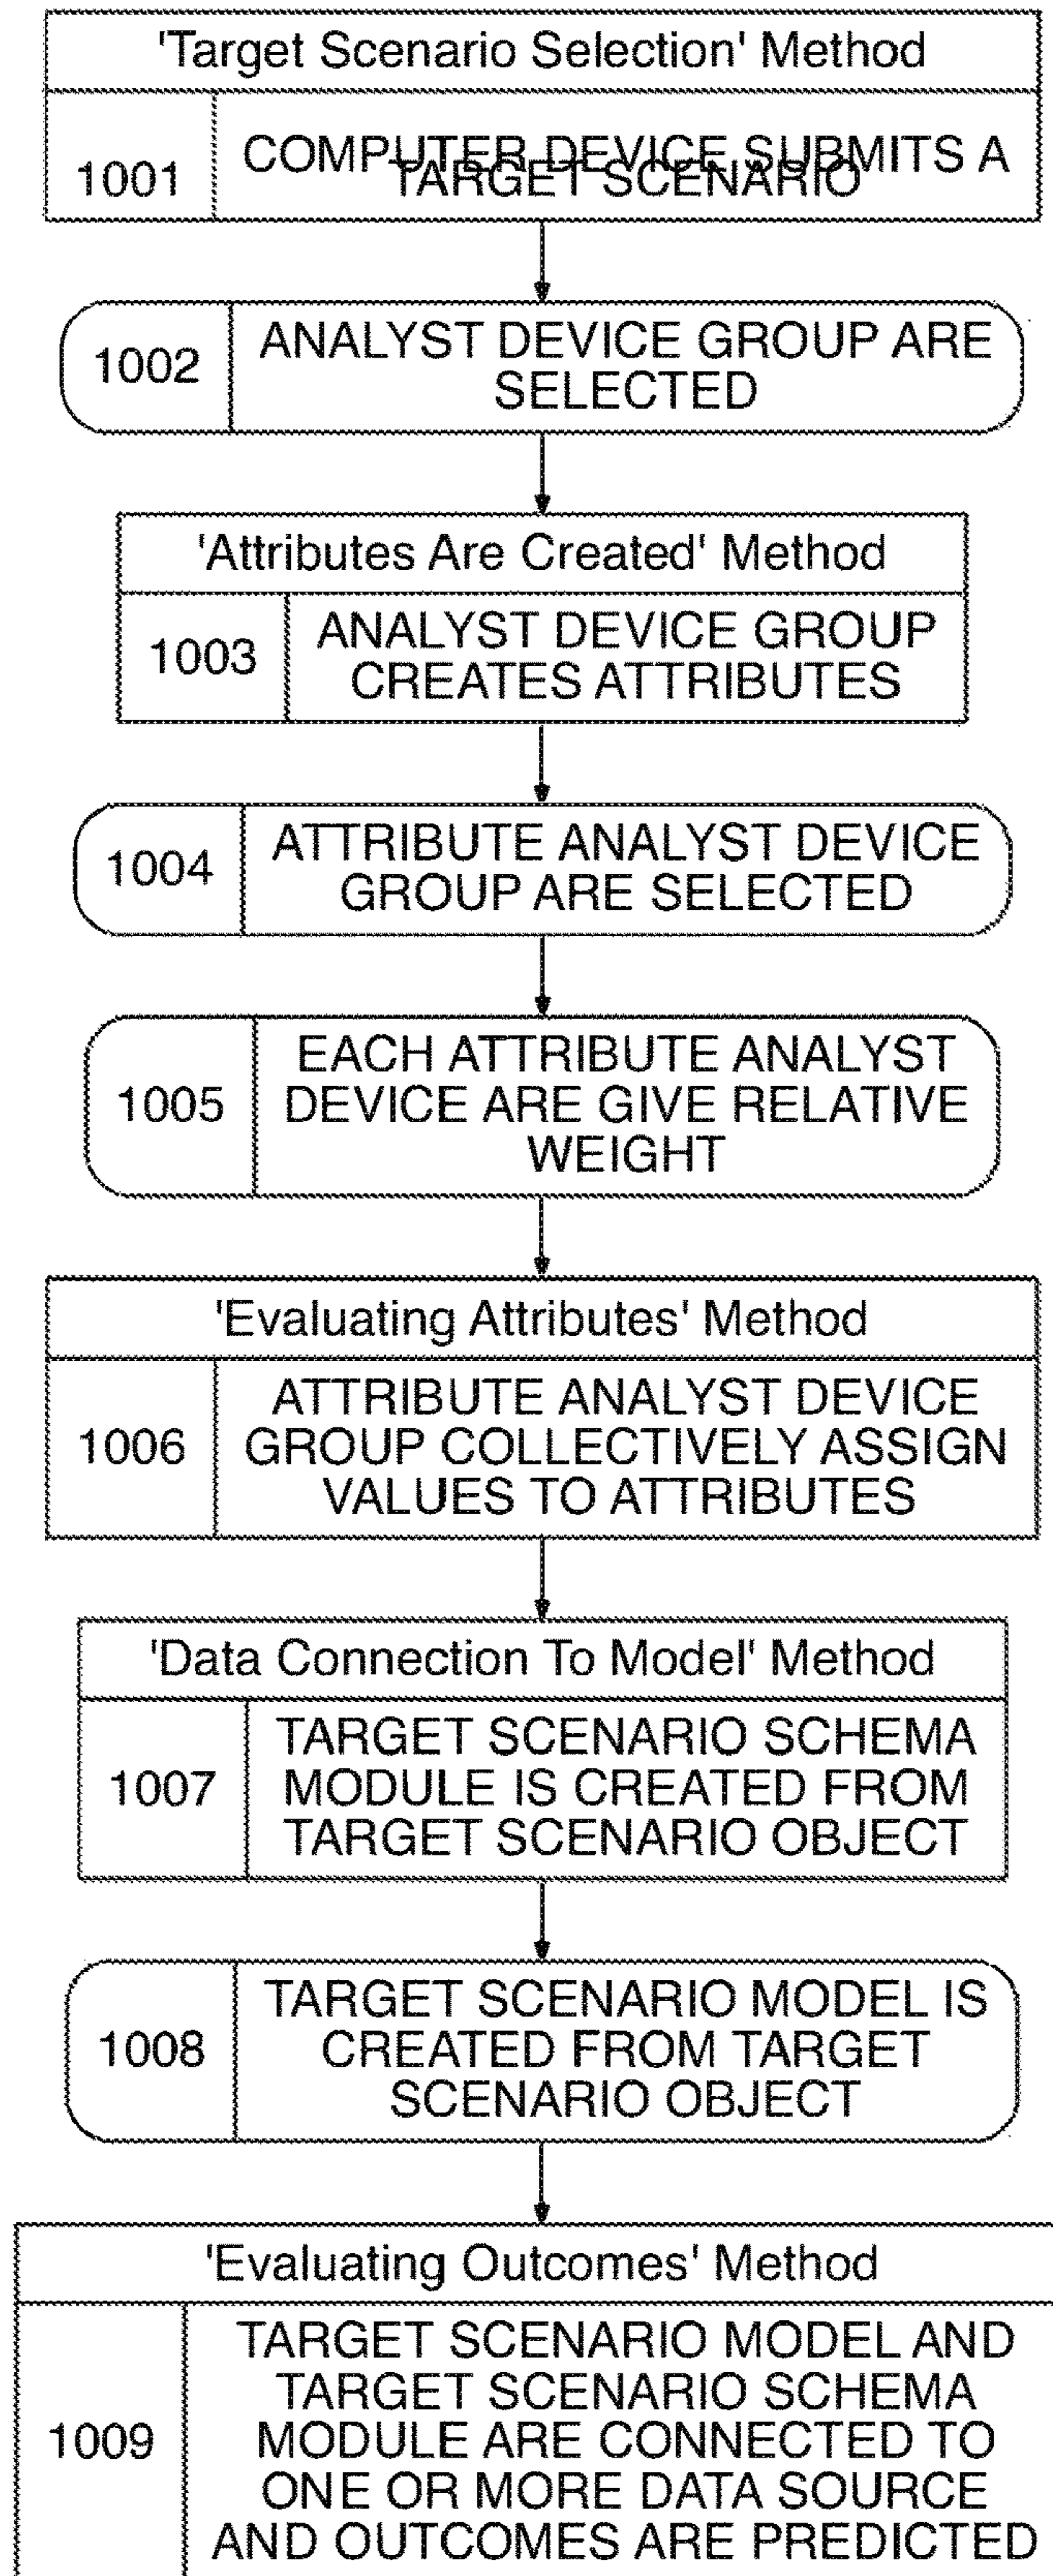 'Target Scenario Selection' Method
1001
COMPUTER DEVICE SUBMITS A
TARGET SCENARIO
1002
ANALYST DEVICE GROUP ARE
SELECTED
'Attributes Are Created' Method
1003
ANALYST DEVICE GROUP
CREATES ATTRIBUTES
1004
ATTRIBUTE ANALYST DEVICE
GROUP ARE SELECTED
1005
EACH ATTRIBUTE ANALYST
DEVICE ARE GIVE RELATIVE
WEIGHT
'Evaluating Attributes' Method
1006
ATTRIBUTE ANALYST DEVICE
GROUP COLLECTIVELY ASSIGN
VALUES TO ATTRIBUTES
'Data Connection To Model' Method
1007
TARGET SCENARIO SCHEMA
MODULE IS CREATED FROM
TARGET SCENARIO OBJECT
1008
TARGET SCENARIO MODEL IS
CREATED FROM TARGET
SCENARIO OBJECT
'Evaluating Outcomes' Method
1009
TARGET SCENARIO MODEL AND
TARGET SCENARIO SCHEMA
MODULE ARE CONNECTED TO
ONE OR MORE DATA SOURCE
AND OUTCOMES ARE PREDICTED